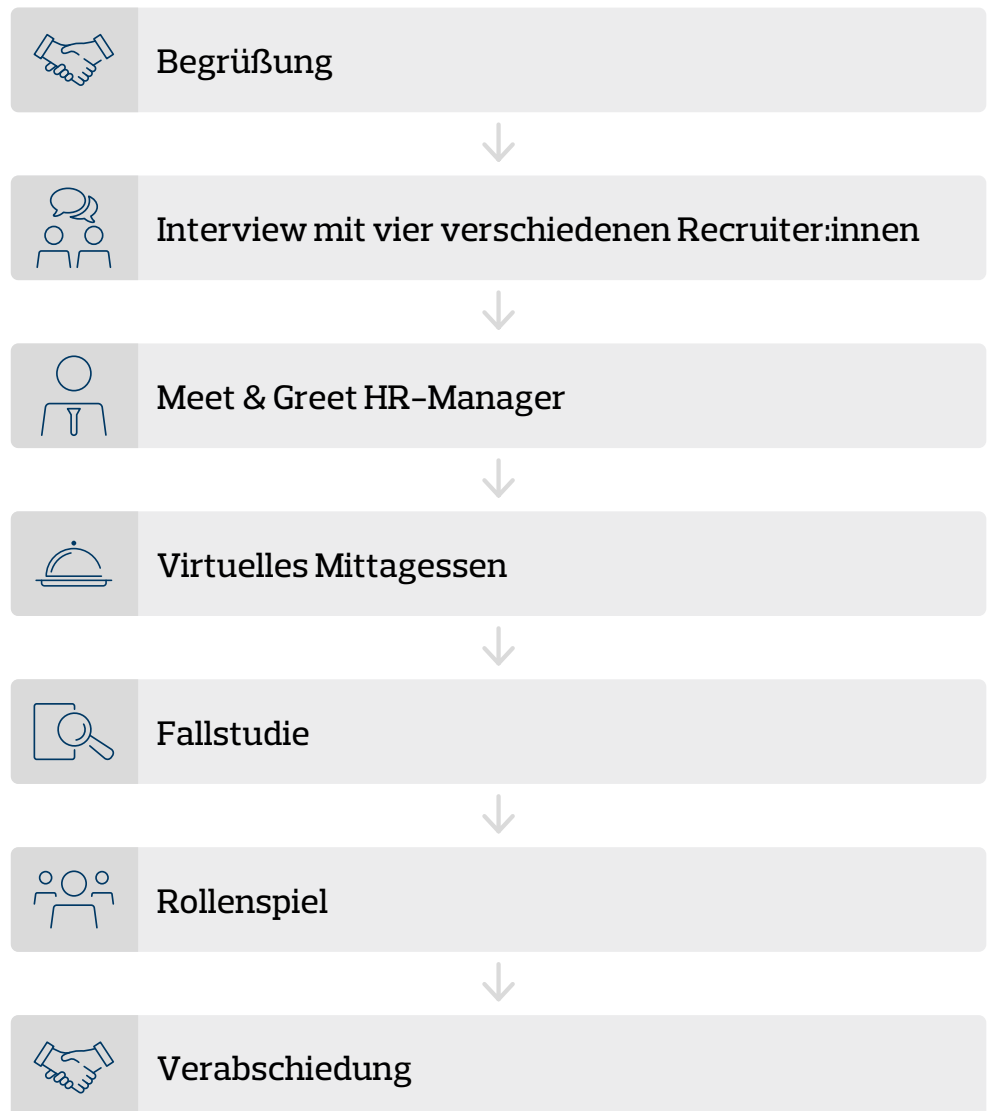 Begrüßung
Interview mit vier verschiedenen Recruiter:innen
Meet & Greet HR-Manager
Virtuelles Mittagessen
Fallstudie
Rollenspiel
Verabschiedung